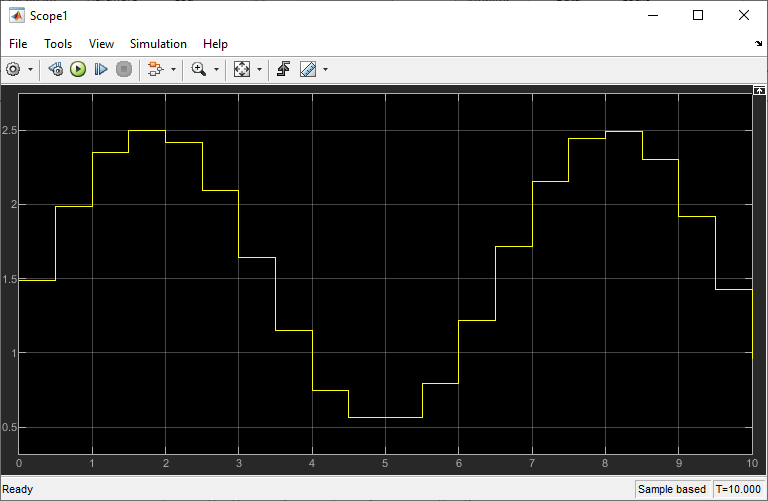 Scope1
File Tools View Simulation Help
2.5
2
1.5
1
0.5
0 1 2 3 4 5 6 7 8 9 10
Ready Sample based T=10.000